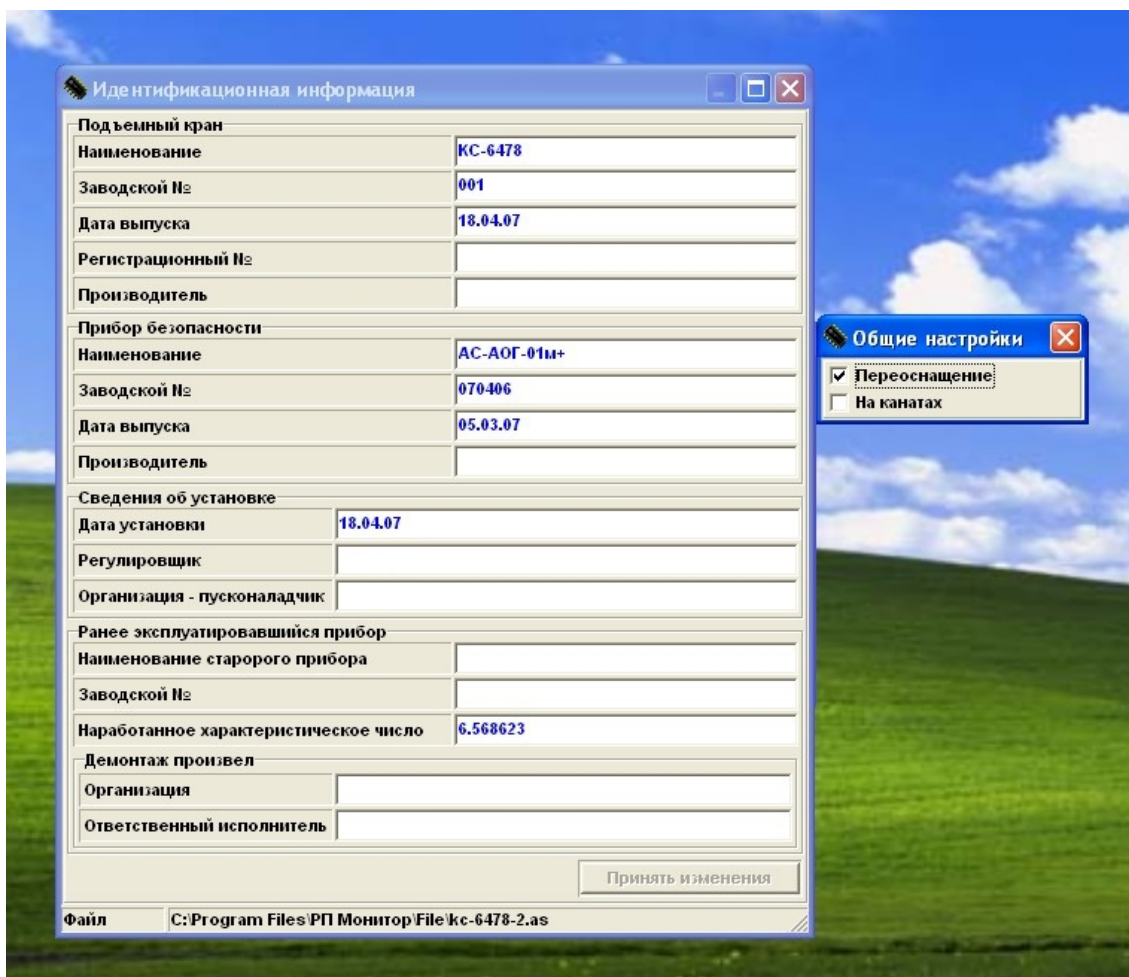 Идентификационная информация
Подъемный кран
Наименование КС-6478
Заводской № 001
Дата выпуска 18.04.07
Регистрационный №
Производитель
Прибор безопасности
Наименование АС-АОГ-01м+
Заводской № 070406
Дата выпуска 05.03.07
Производитель
Сведения об установке
Дата установки 18.04.07
Регулировщик
Организация - пусконаладчик
Ранее эксплуатировавшийся прибор
Наименование старорого прибора
Заводской №
Наработанное характеристическое число 6.568623
Демонтаж произвел
Организация
Ответственный исполнитель
Принять изменения
Файл C:\Program Files\РП Монитор\File\kc-6478-2.as
Общие настройки
Переоснащение
На канатах